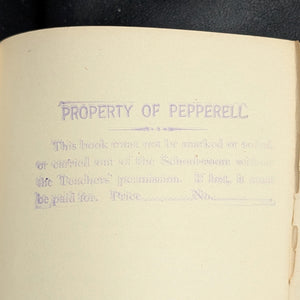 PROPERTY OF PEPPERELL.
This book must not be marked or soiled,
or carried out of the School-room without
the Teachers' permission. If lost, it must
be paid for. Price............No............